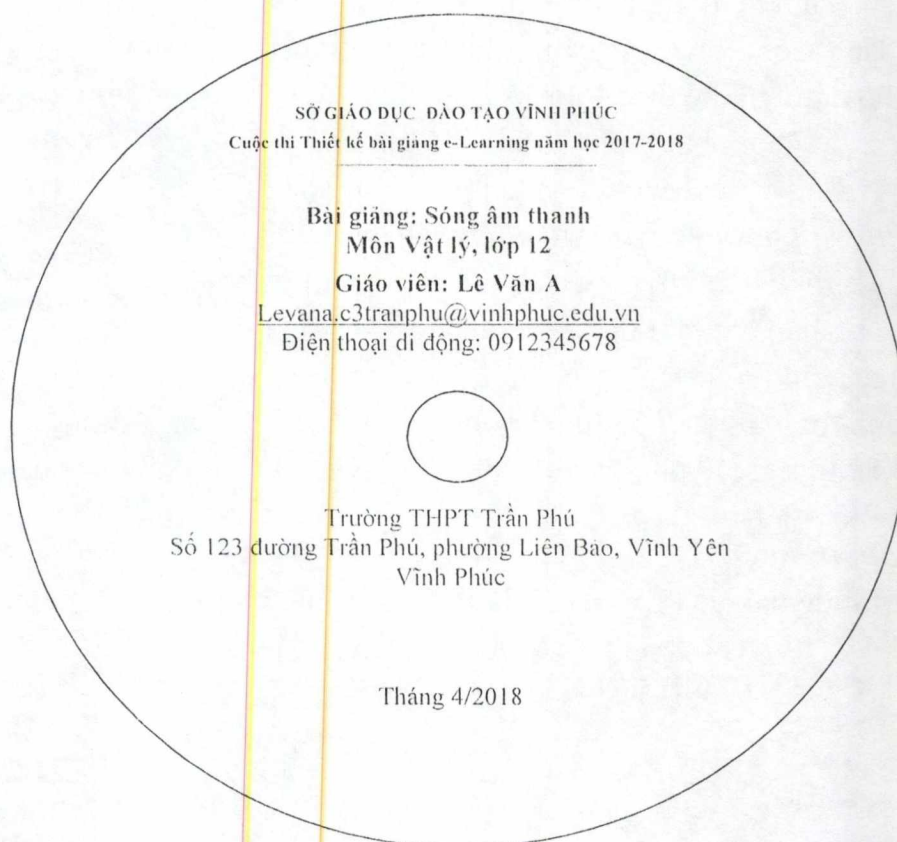 SỞ GIÁO DỤC ĐÀO TẠO VĨNH PHÚC
Cuộc thi Thiết kế bài giảng e-Learning năm học 2017-2018
Bài giảng: Sóng âm thanh
Môn Vật lý, lớp 12
Giáo viên: Lê Văn A
Levana.c3tranphu@vinhphuc.edu.vn
Điện thoại di động: 0912345678
Trường THPT Trần Phú
Số 123 đường Trần Phú, phường Liên Bảo, Vĩnh Yên
Vĩnh Phúc
Tháng 4/2018